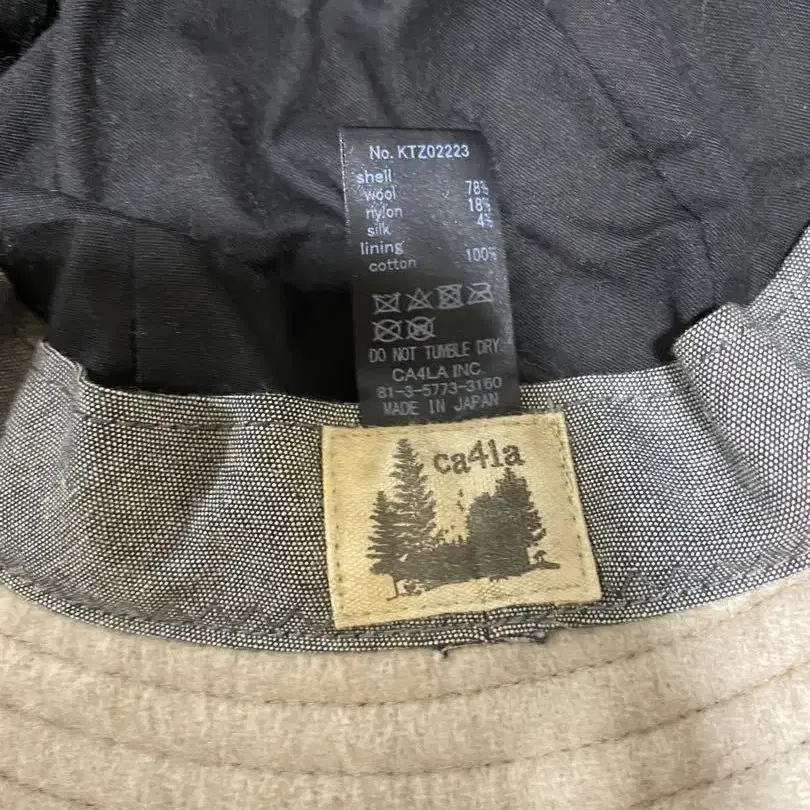 No. KTZ02223
shell
wool 78%
nylon 18%
silk 4%
lining
cotton 100%
DO NOT TUMBLE DRY.
CA4LA INC.
81-3-5773-3160
MADE IN JAPAN
ca4la